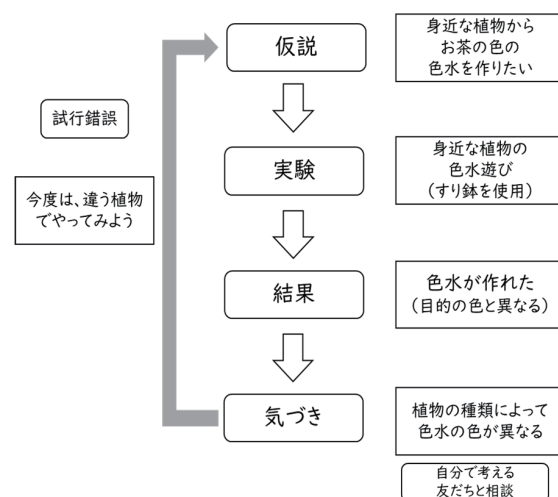 仮説
身近な植物から
お茶の色の
色水を作りたい
試行錯誤
今度は、違う植物
でやってみよう
実験
身近な植物の
色水遊び
（すり鉢を使用）
結果
色水が作れた
（目的の色と異なる）
気づき
植物の種類によって
色水の色が異なる
自分で考える
友だちと相談